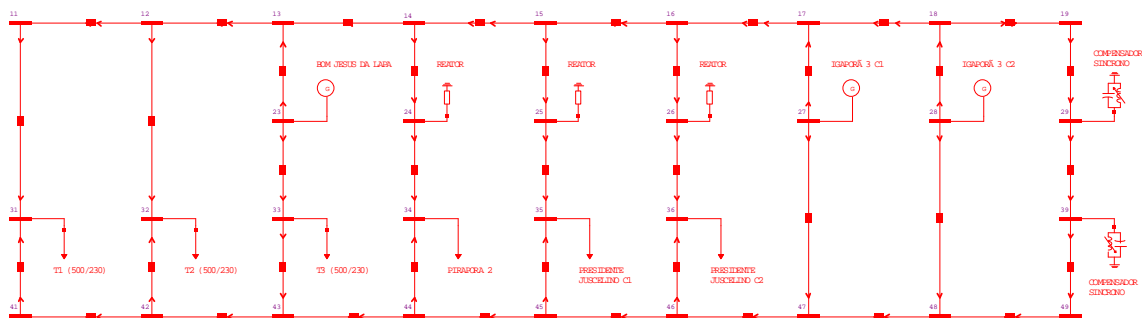 11 12 13 14 15 16 17 18 19
BOM JESUS DA LAPA REATOR REATOR REATOR IGAPORÃ 3 C1 IGAPORÃ 3 C2 COMPENSADOR
SINCRONO
G G G
23 24 25 26 27 28 29
31 32 33 34 35 36 39
T1 (500/230) T2 (500/230) T3 (500/230) PIRAPORA 2 PRESIDENTE
JUSCELINO C1 PRESIDENTE
JUSCELINO C2 COMPENSADOR
SINCRONO
41 42 43 44 45 46 47 48 49